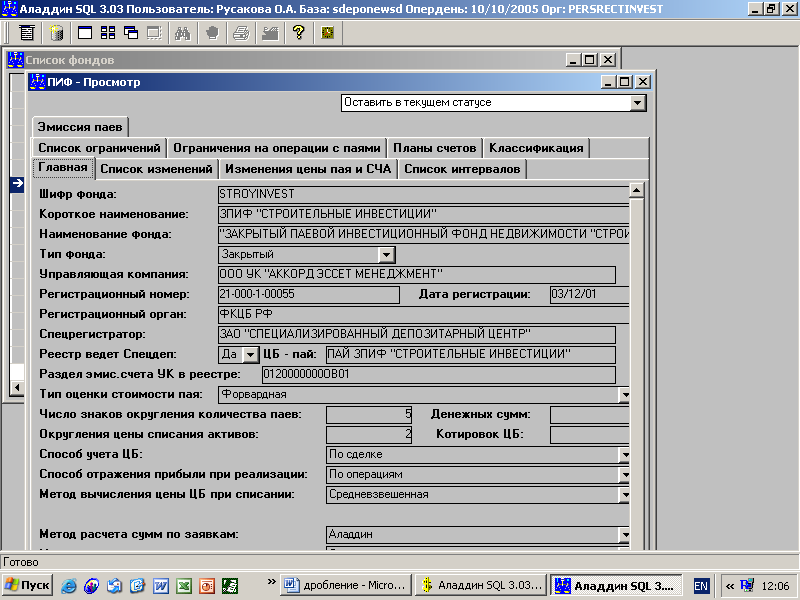 Аладдин SQL 3.03 Пользователь: Русакова О.А. База: sdeponewsd Опердень: 10/10/2005 Орг: PERSRECTINVEST
Список фондов
ПИФ - Просмотр
Оставить в текущем статусе
Эмиссия паев
Список ограничений Ограничения на операции с паями Планы счетов Классификация
Главная Список изменений Изменения цены пая и СЧА Список интервалов
Шифр фонда: STROYINVEST
Короткое наименование: ЗПИФ "СТРОИТЕЛЬНЫЕ ИНВЕСТИЦИИ"
Наименование фонда: "ЗАКРЫТЫЙ ПАЕВОЙ ИНВЕСТИЦИОННЫЙ ФОНД НЕДВИЖИМОСТИ "СТРОИ
Тип фонда: Закрытый
Управляющая компания: ООО УК "АККОРД ЭССЕТ МЕНЕДЖМЕНТ"
Регистрационный номер: 21-000-1-00055 Дата регистрации: 03/12/01
Регистрационный орган: ФКЦБ РФ
Спецрегистратор: ЗАО "СПЕЦИАЛИЗИРОВАННЫЙ ДЕПОЗИТАРНЫЙ ЦЕНТР"
Реестр ведет Спецдеп: Да ЦБ - пай: ПАЙ ЗПИФ "СТРОИТЕЛЬНЫЕ ИНВЕСТИЦИИ"
Раздел эмис.счета УК в реестре: 01200000000B01
Тип оценки стоимости пая: Форвардная
Число знаков округления количества паев: 5 Денежных сумм:
Округления цены списания активов: 2 Котировок ЦБ:
Способ учета ЦБ: По сделке
Способ отражения прибыли при реализации: По операциям
Метод вычисления цены ЦБ при списании: Средневзвешенная
Метод расчета сумм по заявкам: Аладдин
Готово
Пуск » дробление - Micro... Аладдин SQL 3.03... Аладдин SQL 3.... EN « 12:06